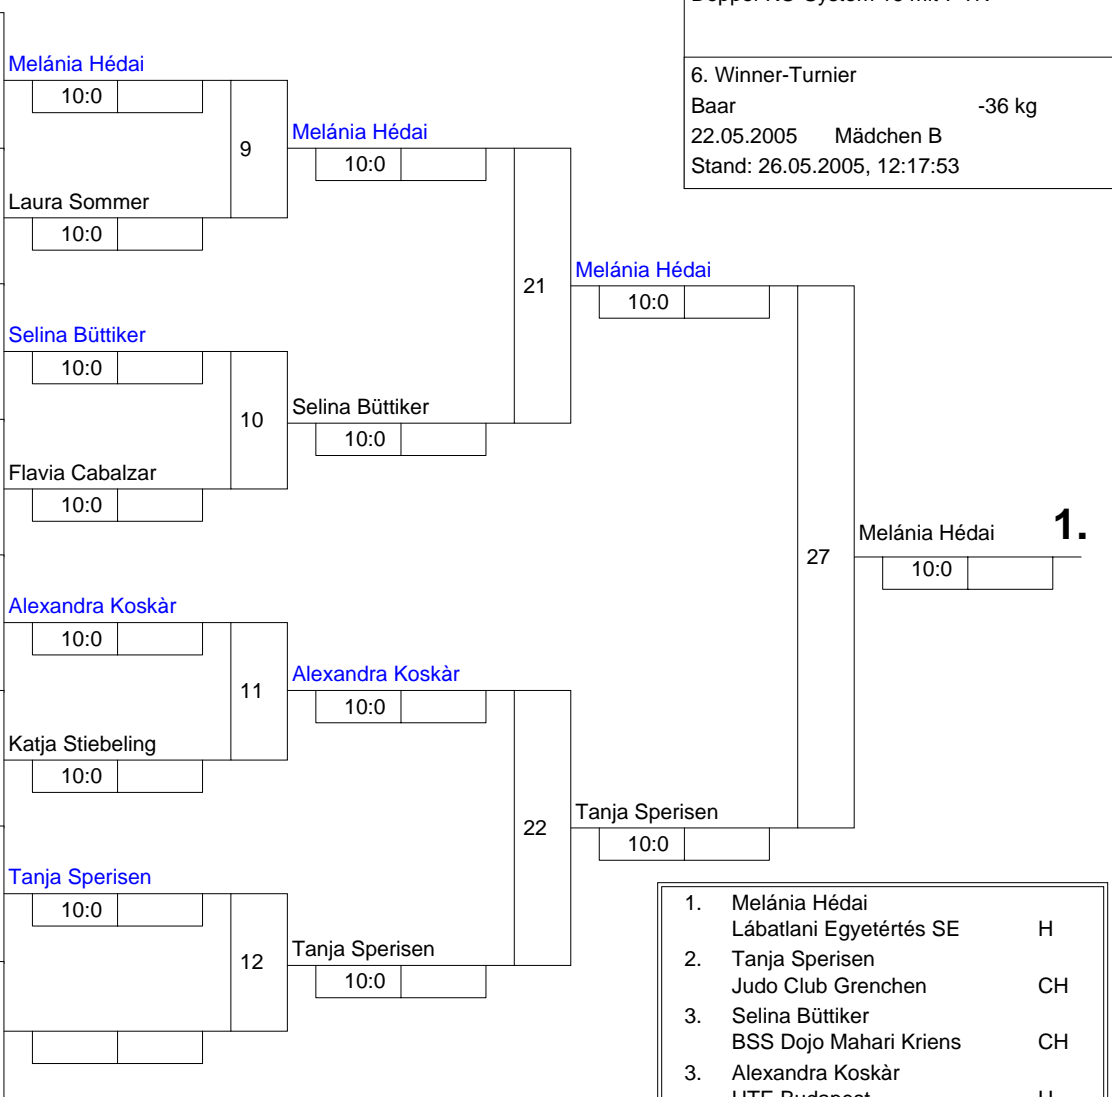 6. Winner-Turnier
Baar -36 kg
22.05.2005 Mädchen B
Stand: 26.05.2005, 12:17:53
Melánia Hédai
10:0
9
Laura Sommer
10:0
Melánia Hédai
10:0
Selina Büttiker
10:0
10
Flavia Cabalzar
10:0
Selina Büttiker
10:0
21
Melánia Hédai
10:0
Alexandra Koskàr
10:0
11
Katja Stiebeling
10:0
Alexandra Koskàr
10:0
Tanja Sperisen
10:0
12
Tanja Sperisen
10:0
22
Tanja Sperisen
10:0
27
Melánia Hédai 1.
10:0
1. Melánia Hédai
Lábatlani Egyetértés SE H
2. Tanja Sperisen
Judo Club Grenchen CH
3. Selina Büttiker
BSS Dojo Mahari Kriens CH
3. Alexandra Koskàr